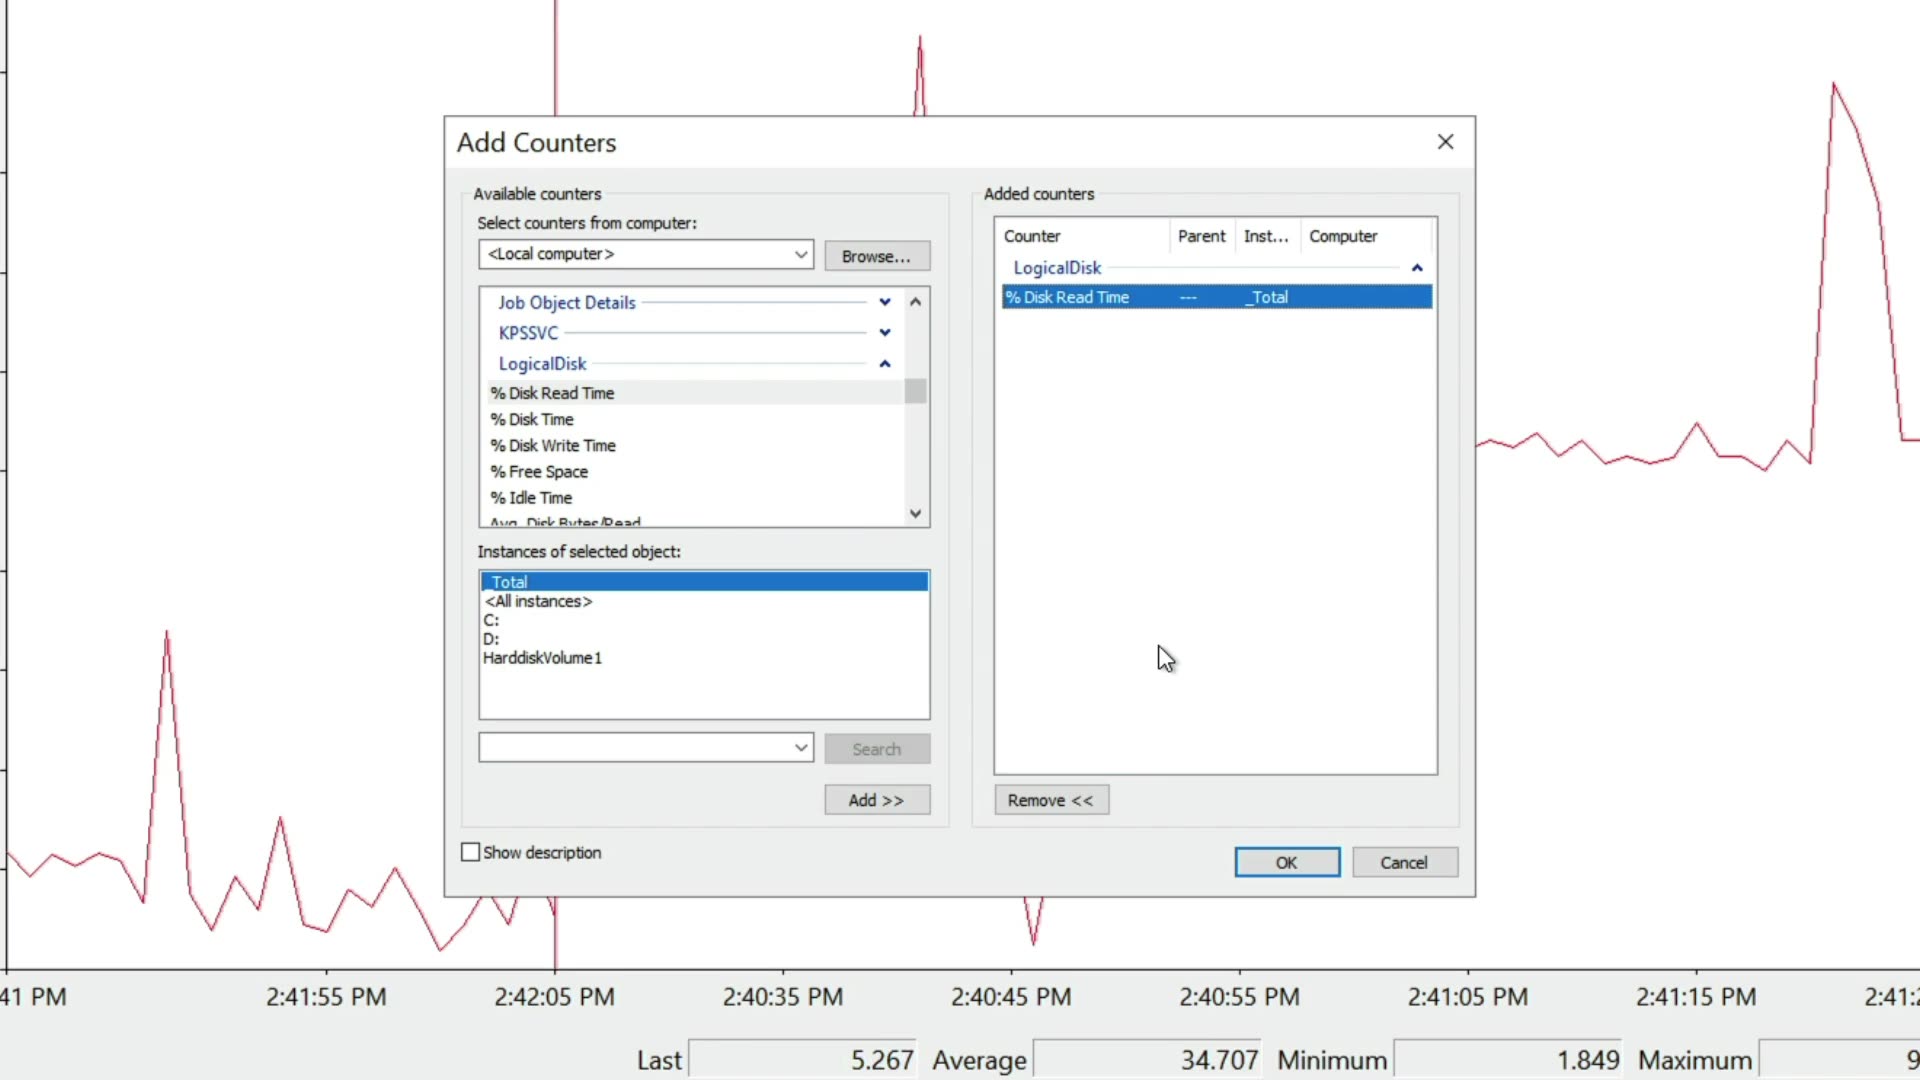 Add Counters
Available counters
Select counters from computer:
<Local computer>
Browse...
Job Object Details
KPSSVC
LogicalDisk
% Disk Read Time
% Disk Time
% Disk Write Time
% Free Space
% Idle Time
Avg. Disk Bytes/Read
Instances of selected object:
_Total
<All instances>
C:
D:
HarddiskVolume1
Search
Add >>
Show description
Added counters
Counter Parent Inst... Computer
LogicalDisk
% Disk Read Time --- _Total
Remove <<
OK
Cancel
41 PM 2:41:55 PM 2:42:05 PM 2:40:35 PM 2:40:45 PM 2:40:55 PM 2:41:05 PM 2:41:15 PM 2:41:2
Last 5.267 Average 34.707 Minimum 1.849 Maximum 9